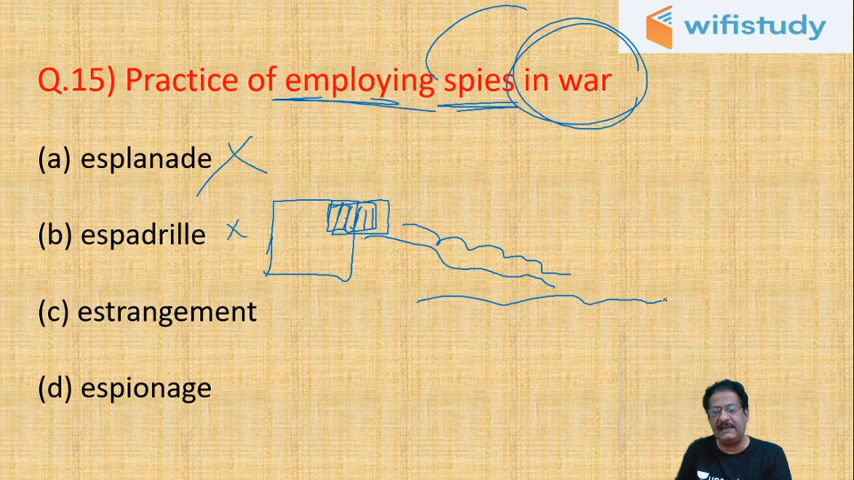 wifistudy
Q.15) Practice of employing spies in war
(a) esplanade
(b) espadrille
(c) estrangement
(d) espionage